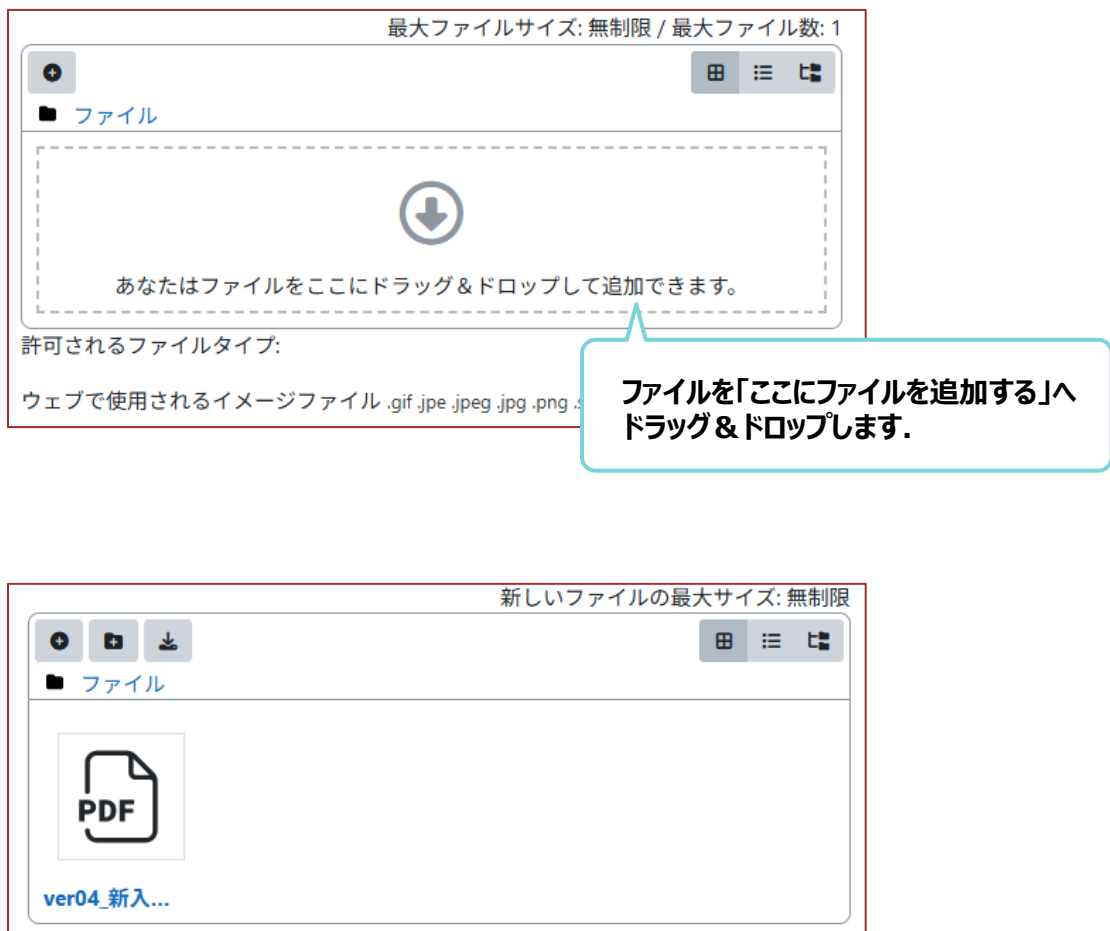 最大ファイルサイズ: 無制限 / 最大ファイル数: 1
ファイル
あなたはファイルをここにドラッグ＆ドロップして追加できます。
許可されるファイルタイプ:
ウェブで使用されるイメージファイル .gif .jpe .jpeg .jpg .png
ファイルを「ここにファイルを追加する」へ
ドラッグ＆ドロップします.
新しいファイルの最大サイズ: 無制限
ファイル
PDF
ver04_新入...